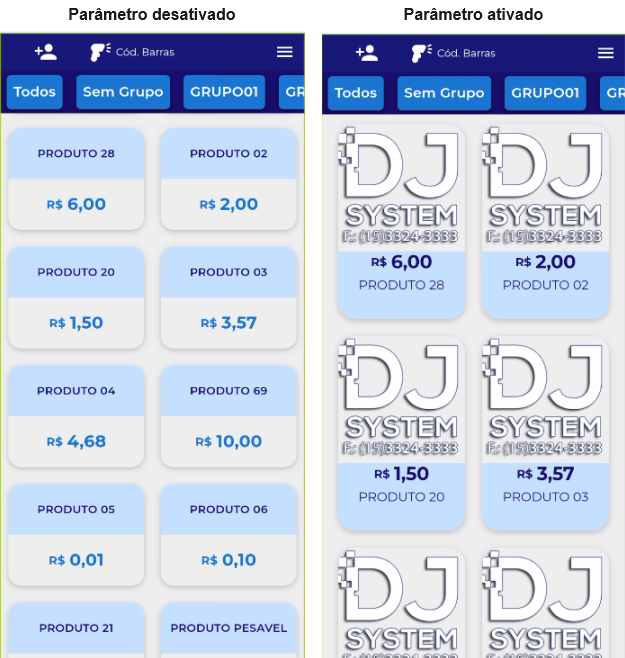 Parâmetro desativado
Cód. Barras
Todos
Sem Grupo
GRUPO01
GR
PRODUTO 28
PRODUTO 02
R$ 6,00
R$ 2,00
PRODUTO 20
PRODUTO 03
R$ 1,50
R$ 3,57
PRODUTO 04
PRODUTO 69
R$ 4,68
R$ 10,00
PRODUTO 05
PRODUTO 06
R$ 0,01
R$ 0,10
PRODUTO 21
PRODUTO PESAVEL
Parâmetro ativado
Cód. Barras
Todos
Sem Grupo
GRUPO01
GR
DJ
SYSTEM
F.: (15)3324-3333
R$ 6,00
PRODUTO 28
DJ
SYSTEM
F.: (15)3324-3333
R$ 2,00
PRODUTO 02
DJ
SYSTEM
F.: (15)3324-3333
R$ 1,50
PRODUTO 20
DJ
SYSTEM
F.: (15)3324-3333
R$ 3,57
PRODUTO 03
DJ
SYSTEM
DJ
SYSTEM